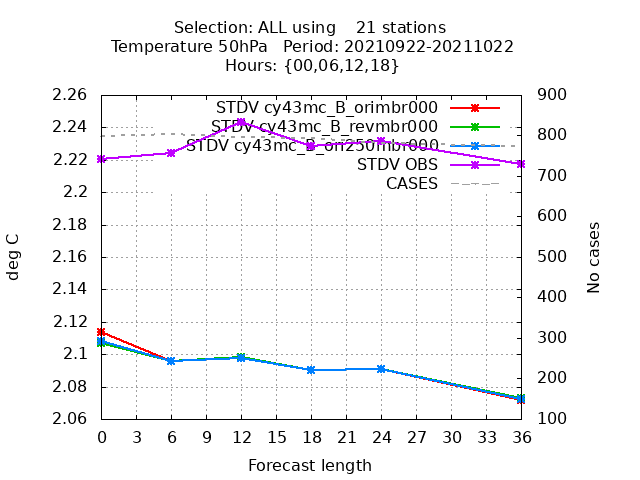 Selection: ALL using    21 stations
Temperature 50hPa   Period: 20210922-20211022
Hours: {00,06,12,18}
2.26
2.24
2.22
2.2
2.18
2.16
2.14
2.12
2.1
2.08
2.06
deg C
STDV cy43mc_B_orimbr000
STDV cy43mc_B_revmbr000
STDV cy43mc_B_ori250mbr000
STDV OBS
CASES
900
800
700
600
500
400
300
200
100
No cases
0 3 6 9 12 15 18 21 24 27 30 33 36
Forecast length